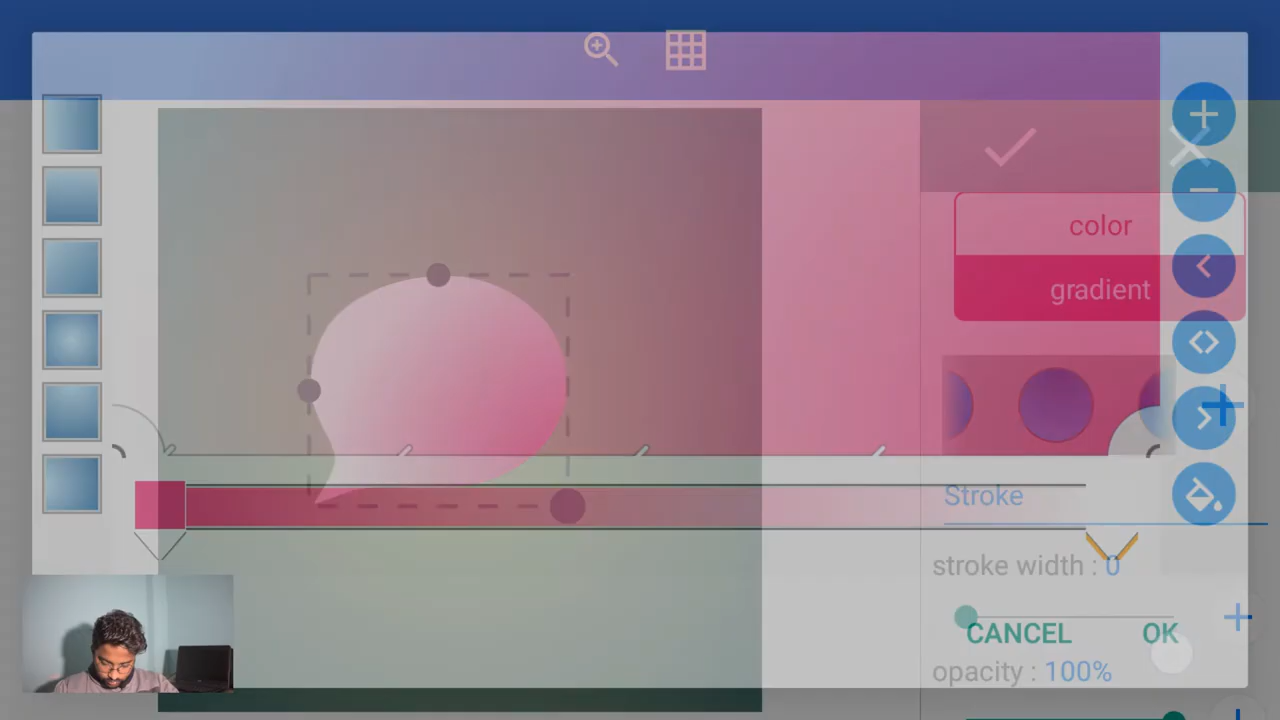 color
gradient
Stroke
stroke width : 0
CANCEL OK
opacity : 100%